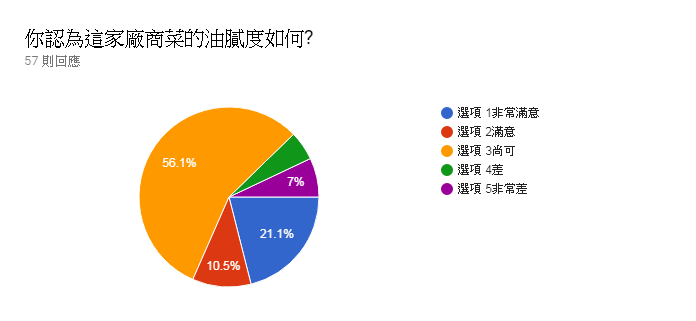 你認為這家廠商菜的油膩度如何?
57 則回應
56.1%
7%
21.1%
10.5%
選項 1非常滿意
選項 2滿意
選項 3尚可
選項 4差
選項 5非常差